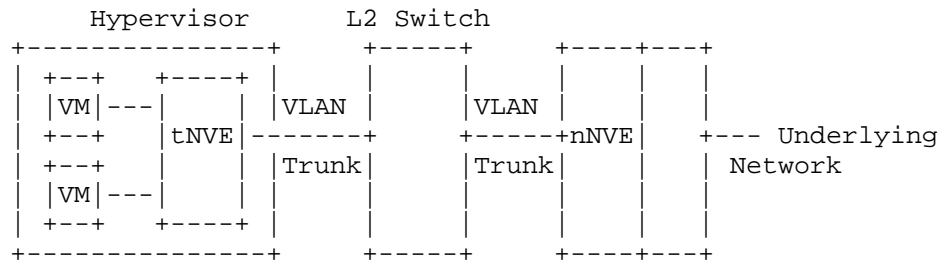 Hypervisor L2 Switch
VM VLAN VLAN
tNVE nNVE Underlying
Trunk Trunk Network
VM